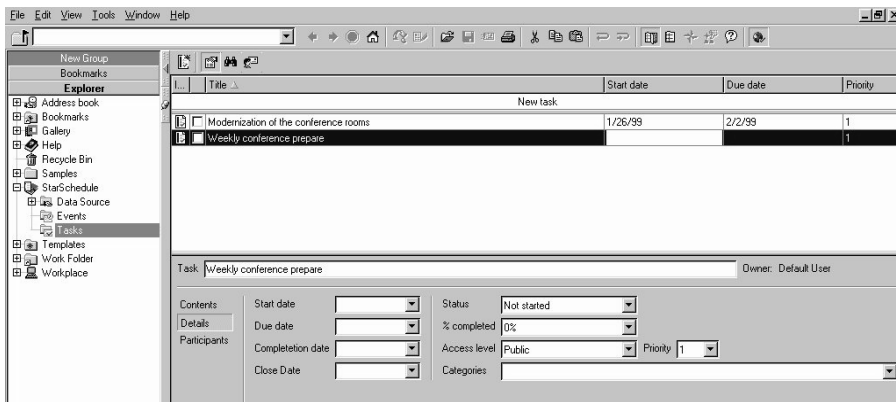 File Edit View Tools Window Help
New Group
Bookmarks
Explorer
Address book
Bookmarks
Gallery
Help
Recycle Bin
Samples
StarSchedule
Data Source
Events
Tasks
Templates
Work Folder
Workplace
I... Title Start date Due date Priority
New task
Modernization of the conference rooms 1/26/99 2/2/99 1
Weekly conference prepare 1
Task Weekly conference prepare Owner: Default User
Contents
Details
Participants
Start date
Due date
Completetion date
Close Date
Status Not started
% completed 0%
Access level Public Priority 1
Categories